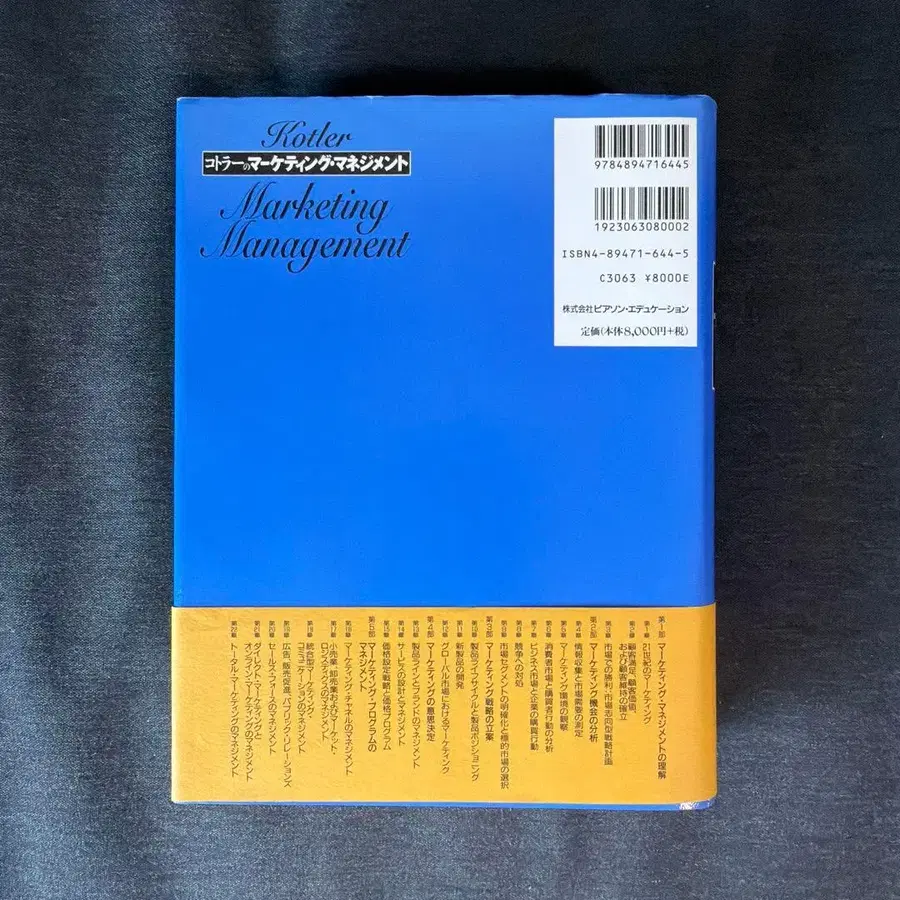 Kotler
コトラーのマーケティング・マネジメント
Marketing
Management
9784894716445
1923063080002
ISBN4-89471-644-5
C3063 ¥8000E
株式会社ピアソン・エデュケーション
定価(本体8,000円+税)
第1部 マーケティング・マネジメントの理解
第1章 21世紀のマーケティング
第2章 顧客満足、顧客価値、
および顧客維持の確立
第3章 市場での勝利:市場志向型戦略計画
第2部 マーケティング機会の分析
第4章 情報収集と市場需要の測定
第5章 マーケティング環境の観察
第6章 消費者市場と購買者行動の分析
第7章 ビジネス市場と企業の購買行動
第8章 競争への対処
第9章 市場セグメントの明確化と標的市場の選択
第3部 マーケティング戦略の立案
第10章 製品ライフサイクルと製品ポジショニング
第11章 新製品の開発
第12章 グローバル市場におけるマーケティング
第4部 マーケティングの意思決定
第13章 製品ラインとブランドのマネジメント
第14章 サービスの設計とマネジメント
第15章 価格設定戦略と価格プログラム
第5部 マーケティング・プログラムの
マネジメント
第16章 マーケティング・チャネルのマネジメント
第17章 小売業、卸売業およびマーケット・
ロジスティクスのマネジメント
第18章 統合型マーケティング・
コミュニケーションのマネジメント
第19章 広告、販売促進、パブリック・リレーションズ
第20章 セールス・フォースのマネジメント
第21章 ダイレクト・マーケティングと
オンライン・マーケティングのマネジメント
第22章 トータル・マーケティングのマネジメント